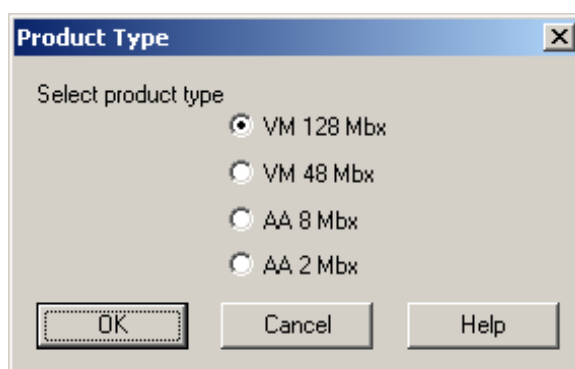 Product Type
Select product type
VM 128 Mbx
VM 48 Mbx
AA 8 Mbx
AA 2 Mbx
OK Cancel Help